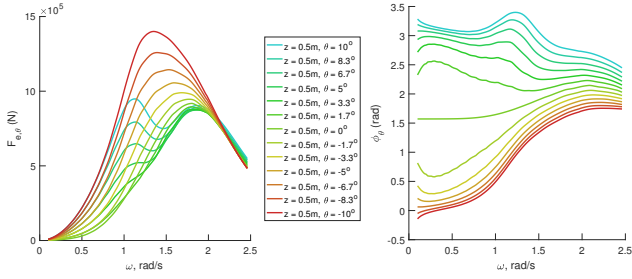 ×10⁵
15
10
5
0
F_{e,θ} (N)
0 0.5 1 1.5 2 2.5
ω, rad/s
z = 0.5m, θ = 10°
z = 0.5m, θ = 8.3°
z = 0.5m, θ = 6.7°
z = 0.5m, θ = 5°
z = 0.5m, θ = 3.3°
z = 0.5m, θ = 1.7°
z = 0.5m, θ = 0°
z = 0.5m, θ = -1.7°
z = 0.5m, θ = -3.3°
z = 0.5m, θ = -5°
z = 0.5m, θ = -6.7°
z = 0.5m, θ = -8.3°
z = 0.5m, θ = -10°
3.5
3
2.5
2
1.5
1
0.5
0
-0.5
ϕ_θ (rad)
0 0.5 1 1.5 2 2.5
ω, rad/s